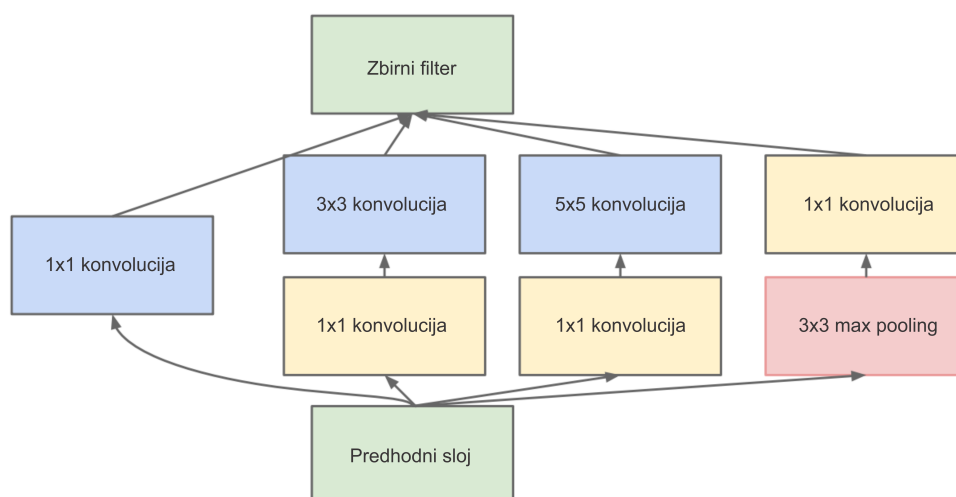 Zbirni filter
3x3 konvolucija
5x5 konvolucija
1x1 konvolucija
1x1 konvolucija
1x1 konvolucija
1x1 konvolucija
3x3 max pooling
Predhodni sloj